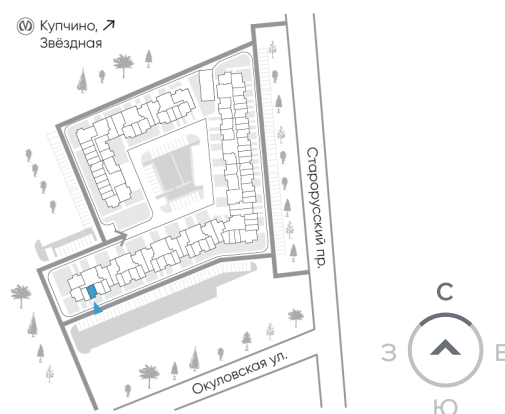 Купчино, ↗
Звёздная
Старорусский пр.
Окуловская ул.
С
З
В
Ю